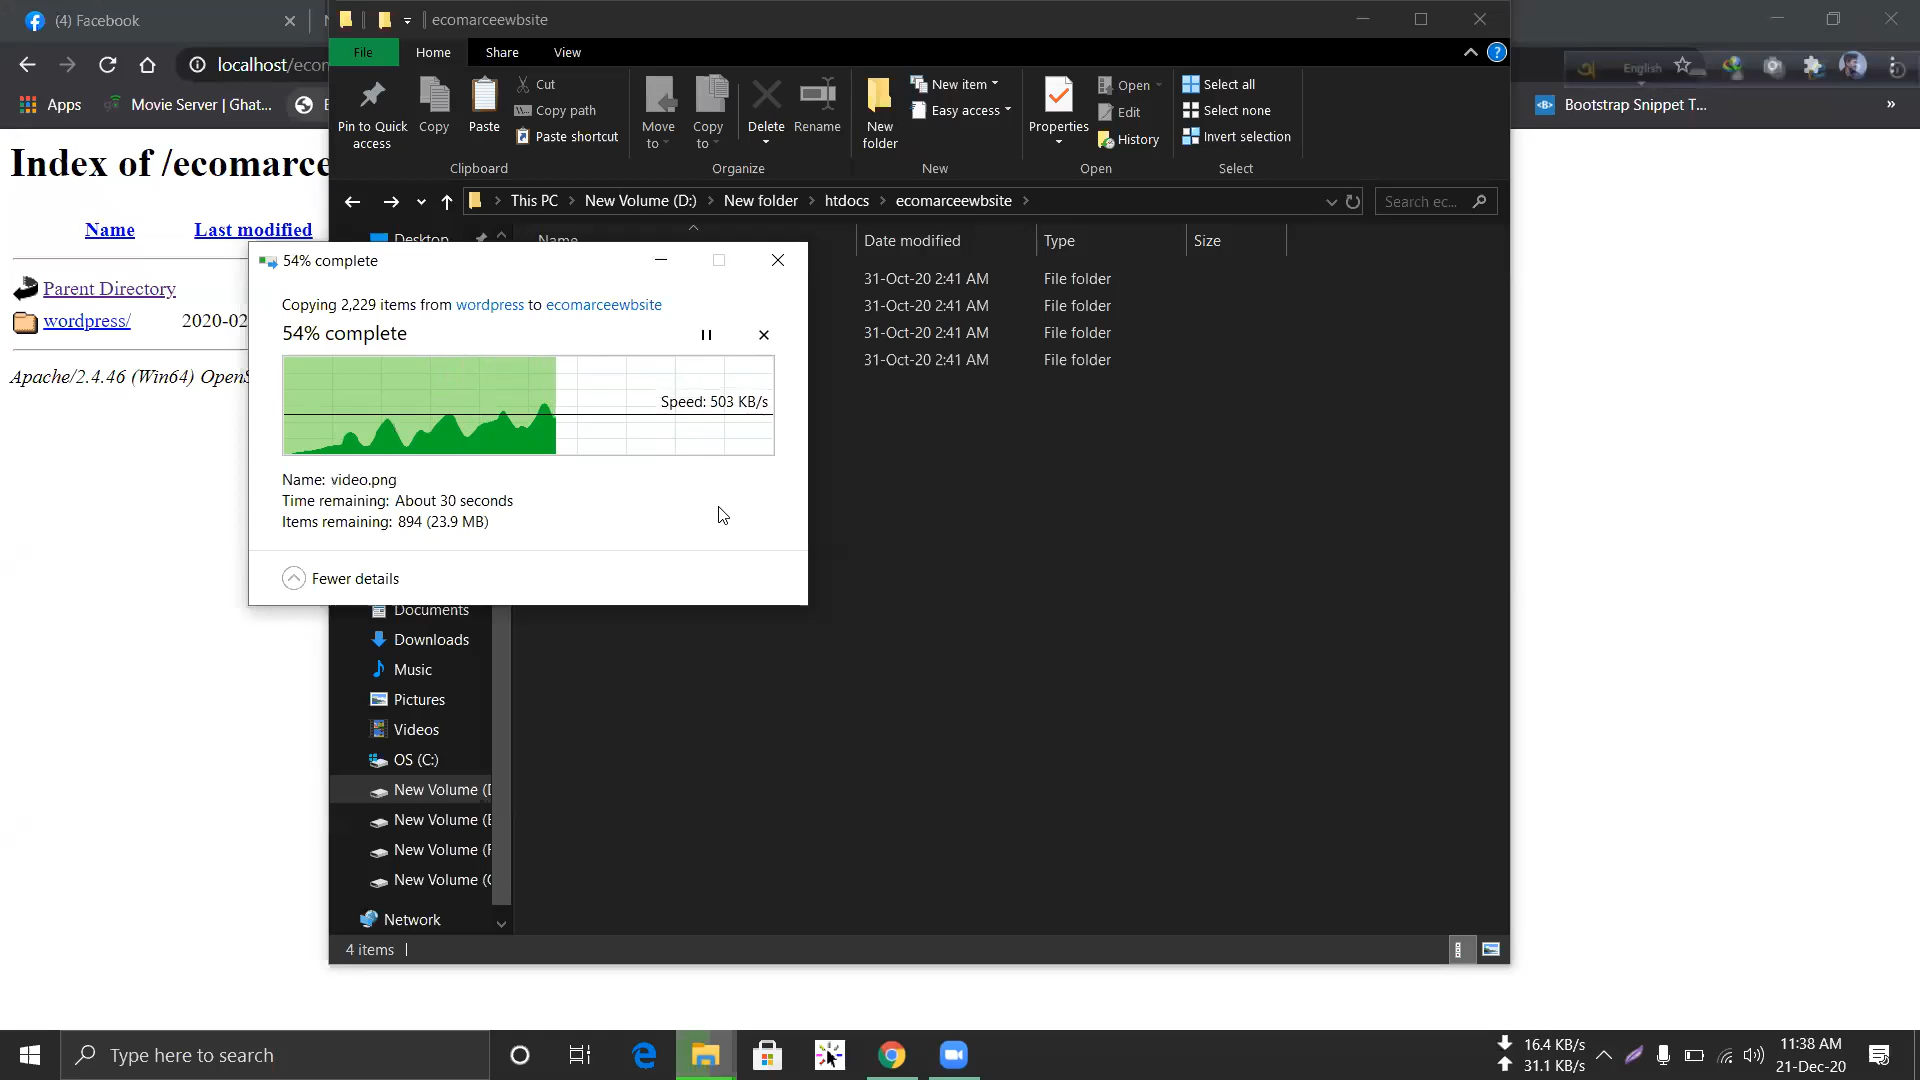 (4) Facebook
ecomarceewbsite
File
Home
Share
View
localhost/ecor
English
Apps
Movie Server | Ghat...
Bootstrap Snippet T...
»
Pin to Quick access
Copy
Paste
Cut
Copy path
Paste shortcut
Clipboard
Move to
Copy to
Delete
Rename
Organize
New folder
New item
Easy access
New
Properties
Open
Edit
History
Open
Select all
Select none
Invert selection
Select
This PC > New Volume (D:) > New folder > htdocs > ecomarceewbsite >
Search ec...
Index of /ecomarce
Name
Last modified
Parent Directory
wordpress/
2020-02
Apache/2.4.46 (Win64) OpenS
Desktop
Name
Date modified
Type
Size
31-Oct-20 2:41 AM
File folder
31-Oct-20 2:41 AM
File folder
31-Oct-20 2:41 AM
File folder
31-Oct-20 2:41 AM
File folder
54% complete
Copying 2,229 items from wordpress to ecomarceewbsite
54% complete
Speed: 503 KB/s
Name: video.png
Time remaining: About 30 seconds
Items remaining: 894 (23.9 MB)
Fewer details
Documents
Downloads
Music
Pictures
Videos
OS (C:)
New Volume (D
New Volume (E
New Volume (F
New Volume (G
Network
4 items
Type here to search
16.4 KB/s
31.1 KB/s
11:38 AM
21-Dec-20